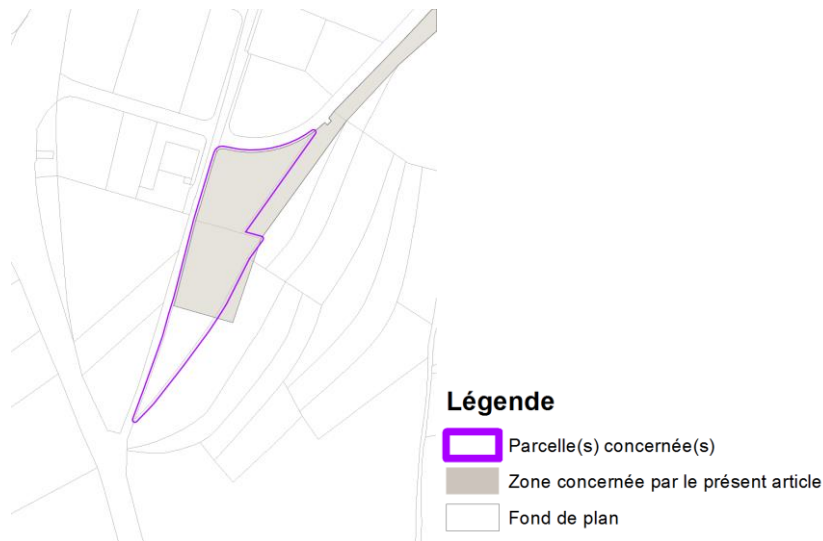 Légende
Parcelle(s) concernée(s)
Zone concernée par le présent article
Fond de plan